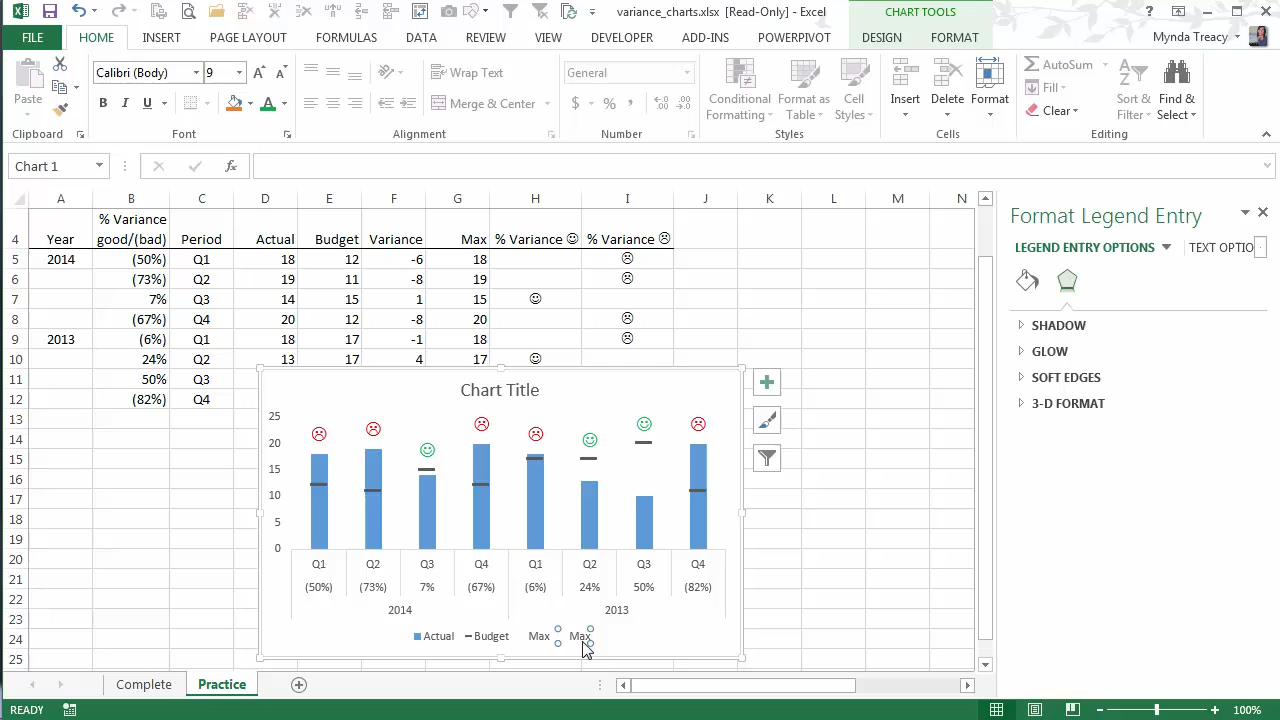 variance_charts.xlsx [Read-Only] - Excel
CHART TOOLS
FILE HOME INSERT PAGE LAYOUT FORMULAS DATA REVIEW VIEW DEVELOPER ADD-INS POWERPIVOT DESIGN FORMAT Mynda Treacy
Paste
Calibri (Body) 9
B I U
Wrap Text
Merge & Center
General
$ % ,
Conditional Formatting
Format as Table
Cell Styles
Insert Delete Format
AutoSum
Fill
Clear
Sort & Filter
Find & Select
Clipboard Font Alignment Number Styles Cells Editing
Chart 1 fx
A B C D E F G H I J K L M N
4 Year % Variance good/(bad) Period Actual Budget Variance Max % Variance ☺ % Variance ☹
5 2014 (50%) Q1 18 12 -6 18 ☹
6 (73%) Q2 19 11 -8 19 ☹
7 7% Q3 14 15 1 15 ☺
8 (67%) Q4 20 12 -8 20 ☹
9 2013 (6%) Q1 18 17 -1 18 ☹
10 24% Q2 13 17 4 17 ☺
11 50% Q3
12 (82%) Q4
13
14
15
16
17
18
19
20
21
22
23
24
25
Chart Title
25
20
15
10
5
0
Q1 Q2 Q3 Q4 Q1 Q2 Q3 Q4
(50%) (73%) 7% (67%) (6%) 24% 50% (82%)
2014 2013
Actual Budget Max Max
Format Legend Entry
LEGEND ENTRY OPTIONS TEXT OPTIO
SHADOW
GLOW
SOFT EDGES
3-D FORMAT
Complete Practice
READY 100%